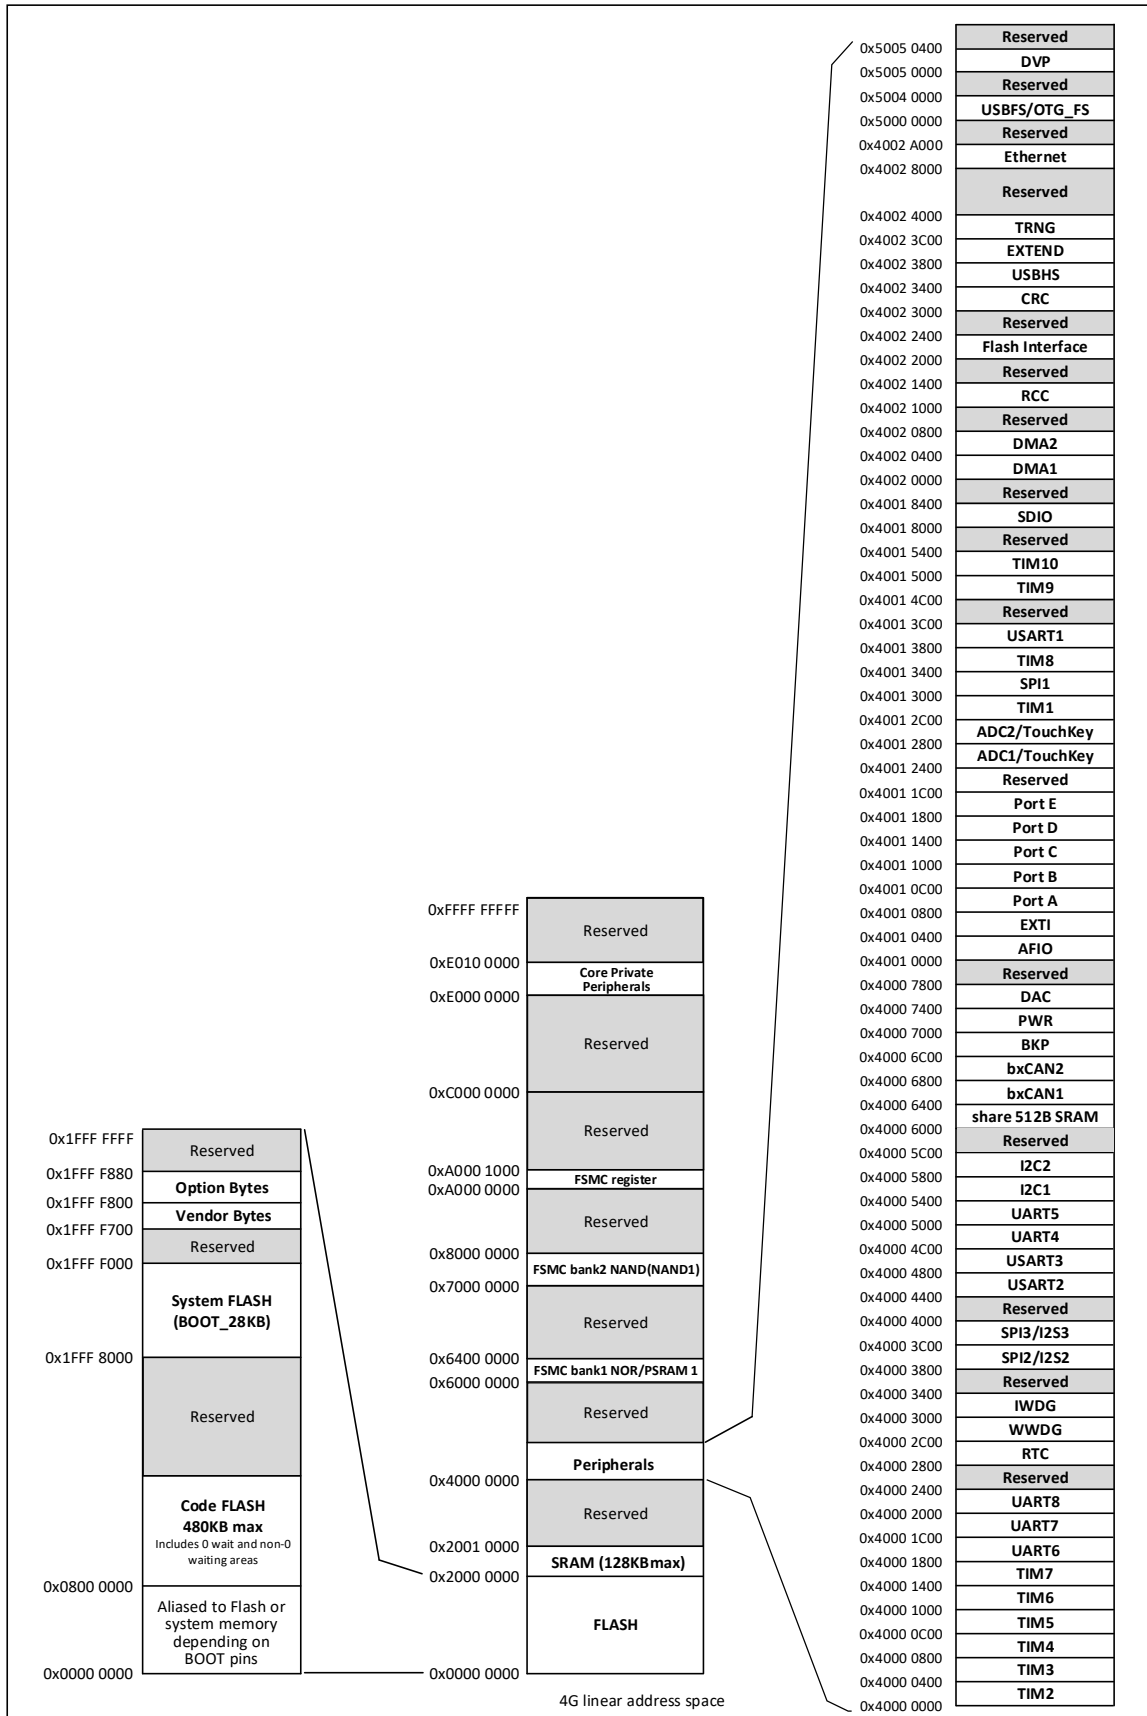 0x1FFF FFFF
Reserved
0x1FFF F880
Option Bytes
0x1FFF F800
Vendor Bytes
0x1FFF F700
Reserved
0x1FFF F000
System FLASH
(BOOT_28KB)
0x1FFF 8000
Reserved
Code FLASH
480KB max
Includes 0 wait and non-0
waiting areas
0x0800 0000
Aliased to Flash or
system memory
depending on
BOOT pins
0x0000 0000
0xFFFF FFFFF
Reserved
0xE010 0000
Core Private
Peripherals
0xE000 0000
Reserved
0xC000 0000
Reserved
0xA000 1000
FSMC register
0xA000 0000
Reserved
0x8000 0000
FSMC bank2 NAND(NAND1)
0x7000 0000
Reserved
0x6400 0000
FSMC bank1 NOR/PSRAM 1
0x6000 0000
Reserved
Peripherals
0x4000 0000
Reserved
0x2001 0000
SRAM (128KBmax)
0x2000 0000
FLASH
0x0000 0000
4G linear address space
Reserved
0x5005 0400
DVP
0x5005 0000
Reserved
0x5004 0000
USBFS/OTG_FS
0x5000 0000
Reserved
0x4002 A000
Ethernet
0x4002 8000
Reserved
0x4002 4000
TRNG
0x4002 3C00
EXTEND
0x4002 3800
USBHS
0x4002 3400
CRC
0x4002 3000
Reserved
0x4002 2400
Flash Interface
0x4002 2000
Reserved
0x4002 1400
RCC
0x4002 1000
Reserved
0x4002 0800
DMA2
0x4002 0400
DMA1
0x4002 0000
Reserved
0x4001 8400
SDIO
0x4001 8000
Reserved
0x4001 5400
TIM10
0x4001 5000
TIM9
0x4001 4C00
Reserved
0x4001 3C00
USART1
0x4001 3800
TIM8
0x4001 3400
SPI1
0x4001 3000
TIM1
0x4001 2C00
ADC2/TouchKey
0x4001 2800
ADC1/TouchKey
0x4001 2400
Reserved
0x4001 1C00
Port E
0x4001 1800
Port D
0x4001 1400
Port C
0x4001 1000
Port B
0x4001 0C00
Port A
0x4001 0800
EXTI
0x4001 0400
AFIO
0x4001 0000
Reserved
0x4000 7800
DAC
0x4000 7400
PWR
0x4000 7000
BKP
0x4000 6C00
bxCAN2
0x4000 6800
bxCAN1
0x4000 6400
share 512B SRAM
0x4000 6000
Reserved
0x4000 5C00
I2C2
0x4000 5800
I2C1
0x4000 5400
UART5
0x4000 5000
UART4
0x4000 4C00
USART3
0x4000 4800
USART2
0x4000 4400
Reserved
0x4000 4000
SPI3/I2S3
0x4000 3C00
SPI2/I2S2
0x4000 3800
Reserved
0x4000 3400
IWDG
0x4000 3000
WWDG
0x4000 2C00
RTC
0x4000 2800
Reserved
0x4000 2400
UART8
0x4000 2000
UART7
0x4000 1C00
UART6
0x4000 1800
TIM7
0x4000 1400
TIM6
0x4000 1000
TIM5
0x4000 0C00
TIM4
0x4000 0800
TIM3
0x4000 0400
TIM2
0x4000 0000